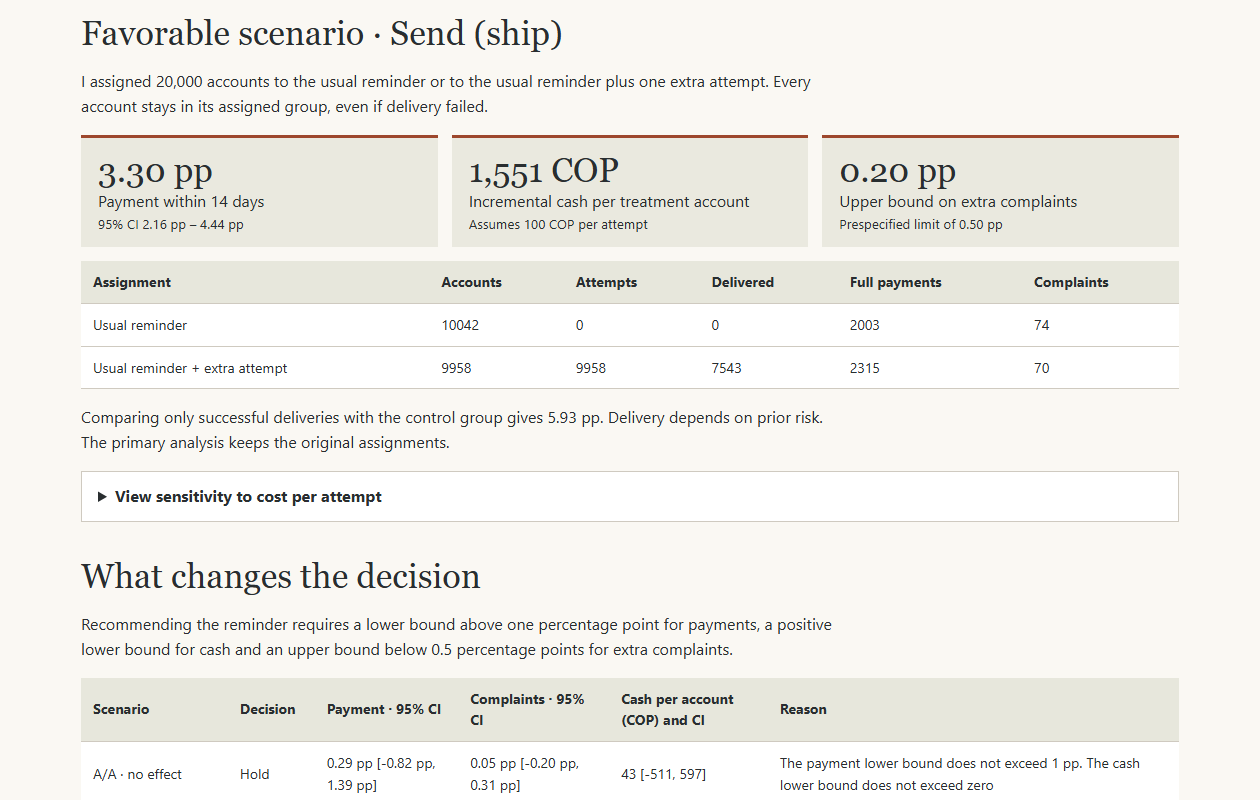 Favorable scenario · Send (ship)
I assigned 20,000 accounts to the usual reminder or to the usual reminder plus one extra attempt. Every
account stays in its assigned group, even if delivery failed.
3.30 pp
Payment within 14 days
95% CI 2.16 pp – 4.44 pp
1,551 COP
Incremental cash per treatment account
Assumes 100 COP per attempt
0.20 pp
Upper bound on extra complaints
Prespecified limit of 0.50 pp
Assignment Accounts Attempts Delivered Full payments Complaints
Usual reminder 10042 0 0 2003 74
Usual reminder + extra attempt 9958 9958 7543 2315 70
Comparing only successful deliveries with the control group gives 5.93 pp. Delivery depends on prior risk.
The primary analysis keeps the original assignments.
View sensitivity to cost per attempt
What changes the decision
Recommending the reminder requires a lower bound above one percentage point for payments, a positive
lower bound for cash and an upper bound below 0.5 percentage points for extra complaints.
Scenario Decision Payment · 95% CI Complaints · 95% CI Cash per account (COP) and CI Reason
A/A · no effect Hold 0.29 pp [-0.82 pp, 1.39 pp] 0.05 pp [-0.20 pp, 0.31 pp] 43 [-511, 597] The payment lower bound does not exceed 1 pp. The cash lower bound does not exceed zero